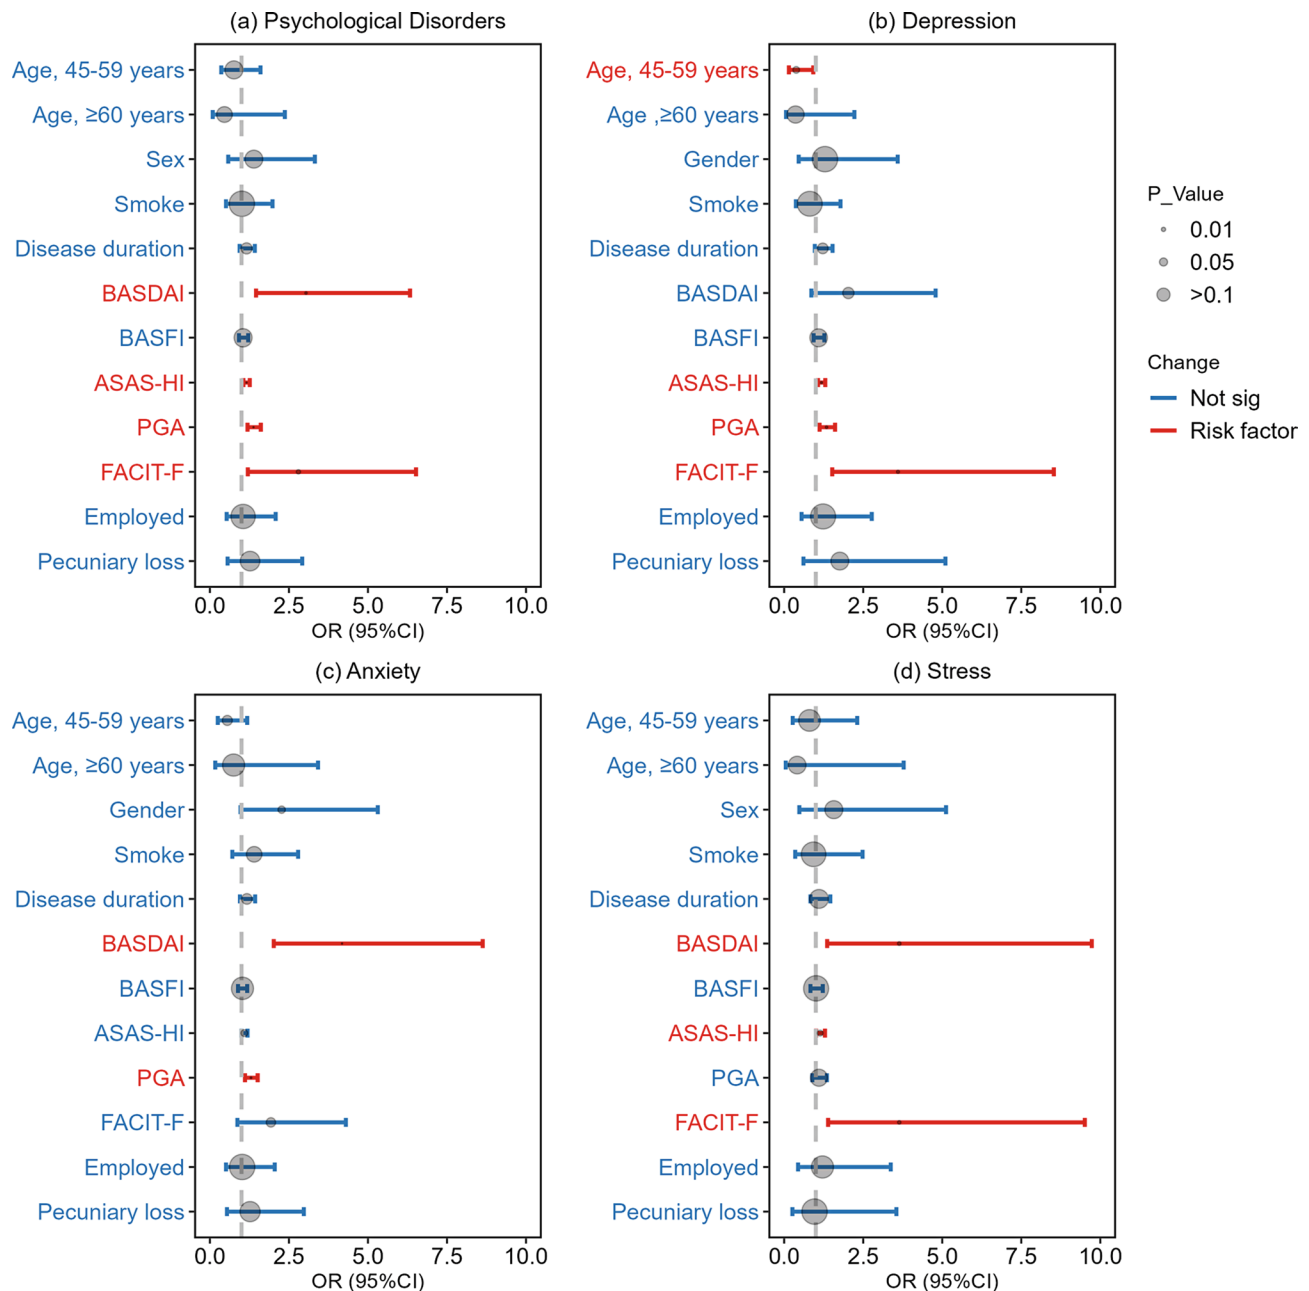 (a) Psychological Disorders
Age, 45-59 years
Age, ≥60 years
Sex
Smoke
Disease duration
BASDAI
BASFI
ASAS-HI
PGA
FACIT-F
Employed
Pecuniary loss
0.0 2.5 5.0 7.5 10.0
OR (95%CI)
(b) Depression
Age, 45-59 years
Age ,≥60 years
Gender
Smoke
Disease duration
BASDAI
BASFI
ASAS-HI
PGA
FACIT-F
Employed
Pecuniary loss
0.0 2.5 5.0 7.5 10.0
OR (95%CI)
P_Value
0.01
0.05
>0.1
Change
Not sig
Risk factor
(c) Anxiety
Age, 45-59 years
Age, ≥60 years
Gender
Smoke
Disease duration
BASDAI
BASFI
ASAS-HI
PGA
FACIT-F
Employed
Pecuniary loss
0.0 2.5 5.0 7.5 10.0
OR (95%CI)
(d) Stress
Age, 45-59 years
Age, ≥60 years
Sex
Smoke
Disease duration
BASDAI
BASFI
ASAS-HI
PGA
FACIT-F
Employed
Pecuniary loss
0.0 2.5 5.0 7.5 10.0
OR (95%CI)